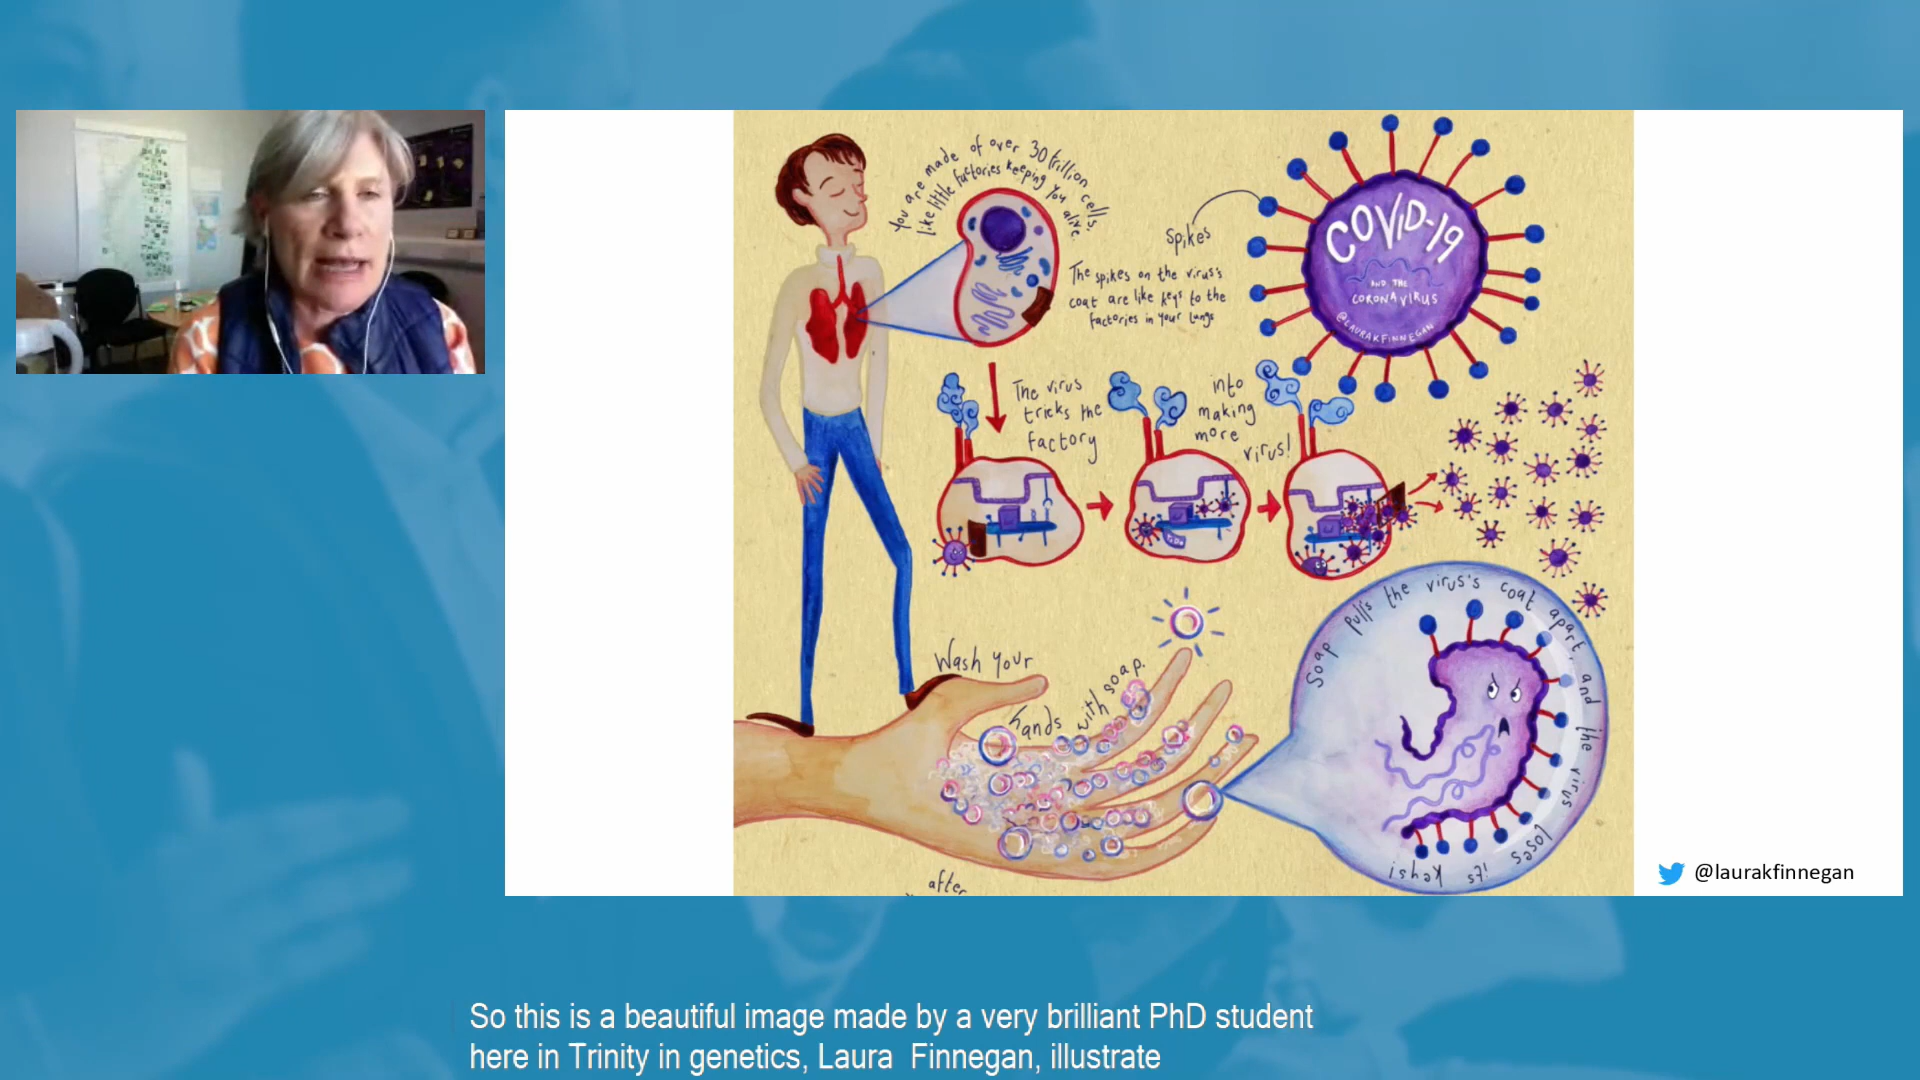 You are made of over 30 trillion cells,
like little factories keeping you alive.
Spikes
The spikes on the virus's
coat are like keys to the
factories in your lungs
COVID-19
AND THE
CORONAVIRUS
@LAURAKFINNEGAN
The virus
tricks the
factory
into
making
more
virus!
Wash your
hands with soap.
after
Soap pulls the virus's coat apart, and the virus loses its keys!
@laurakfinnegan
So this is a beautiful image made by a very brilliant PhD student
here in Trinity in genetics, Laura  Finnegan, illustrate